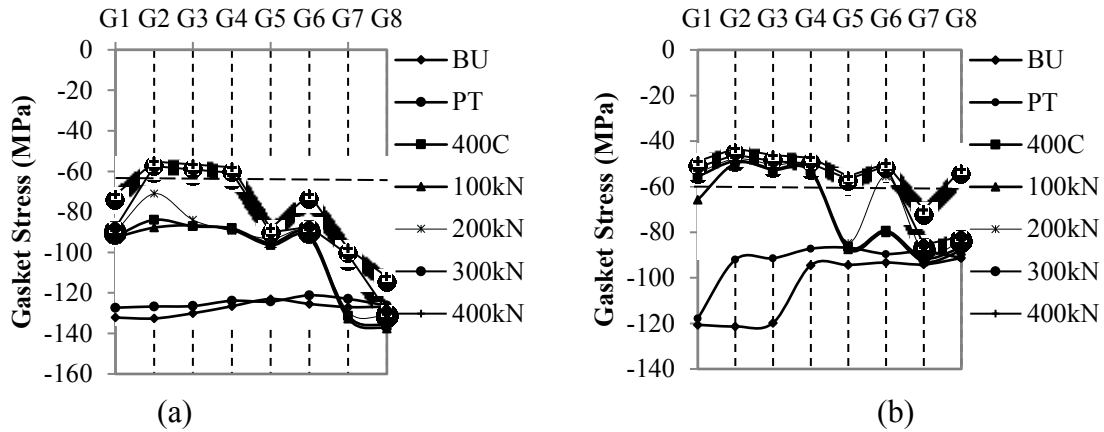 G1 G2 G3 G4 G5 G6 G7 G8
0
-20
-40
-60
-80
-100
-120
-140
-160
Gasket Stress (MPa)
BU
PT
400C
100kN
200kN
300kN
400kN
(a)
G1 G2 G3 G4 G5 G6 G7 G8
0
-20
-40
-60
-80
-100
-120
-140
Gasket Stress (MPa)
BU
PT
400C
100kN
200kN
300kN
400kN
(b)